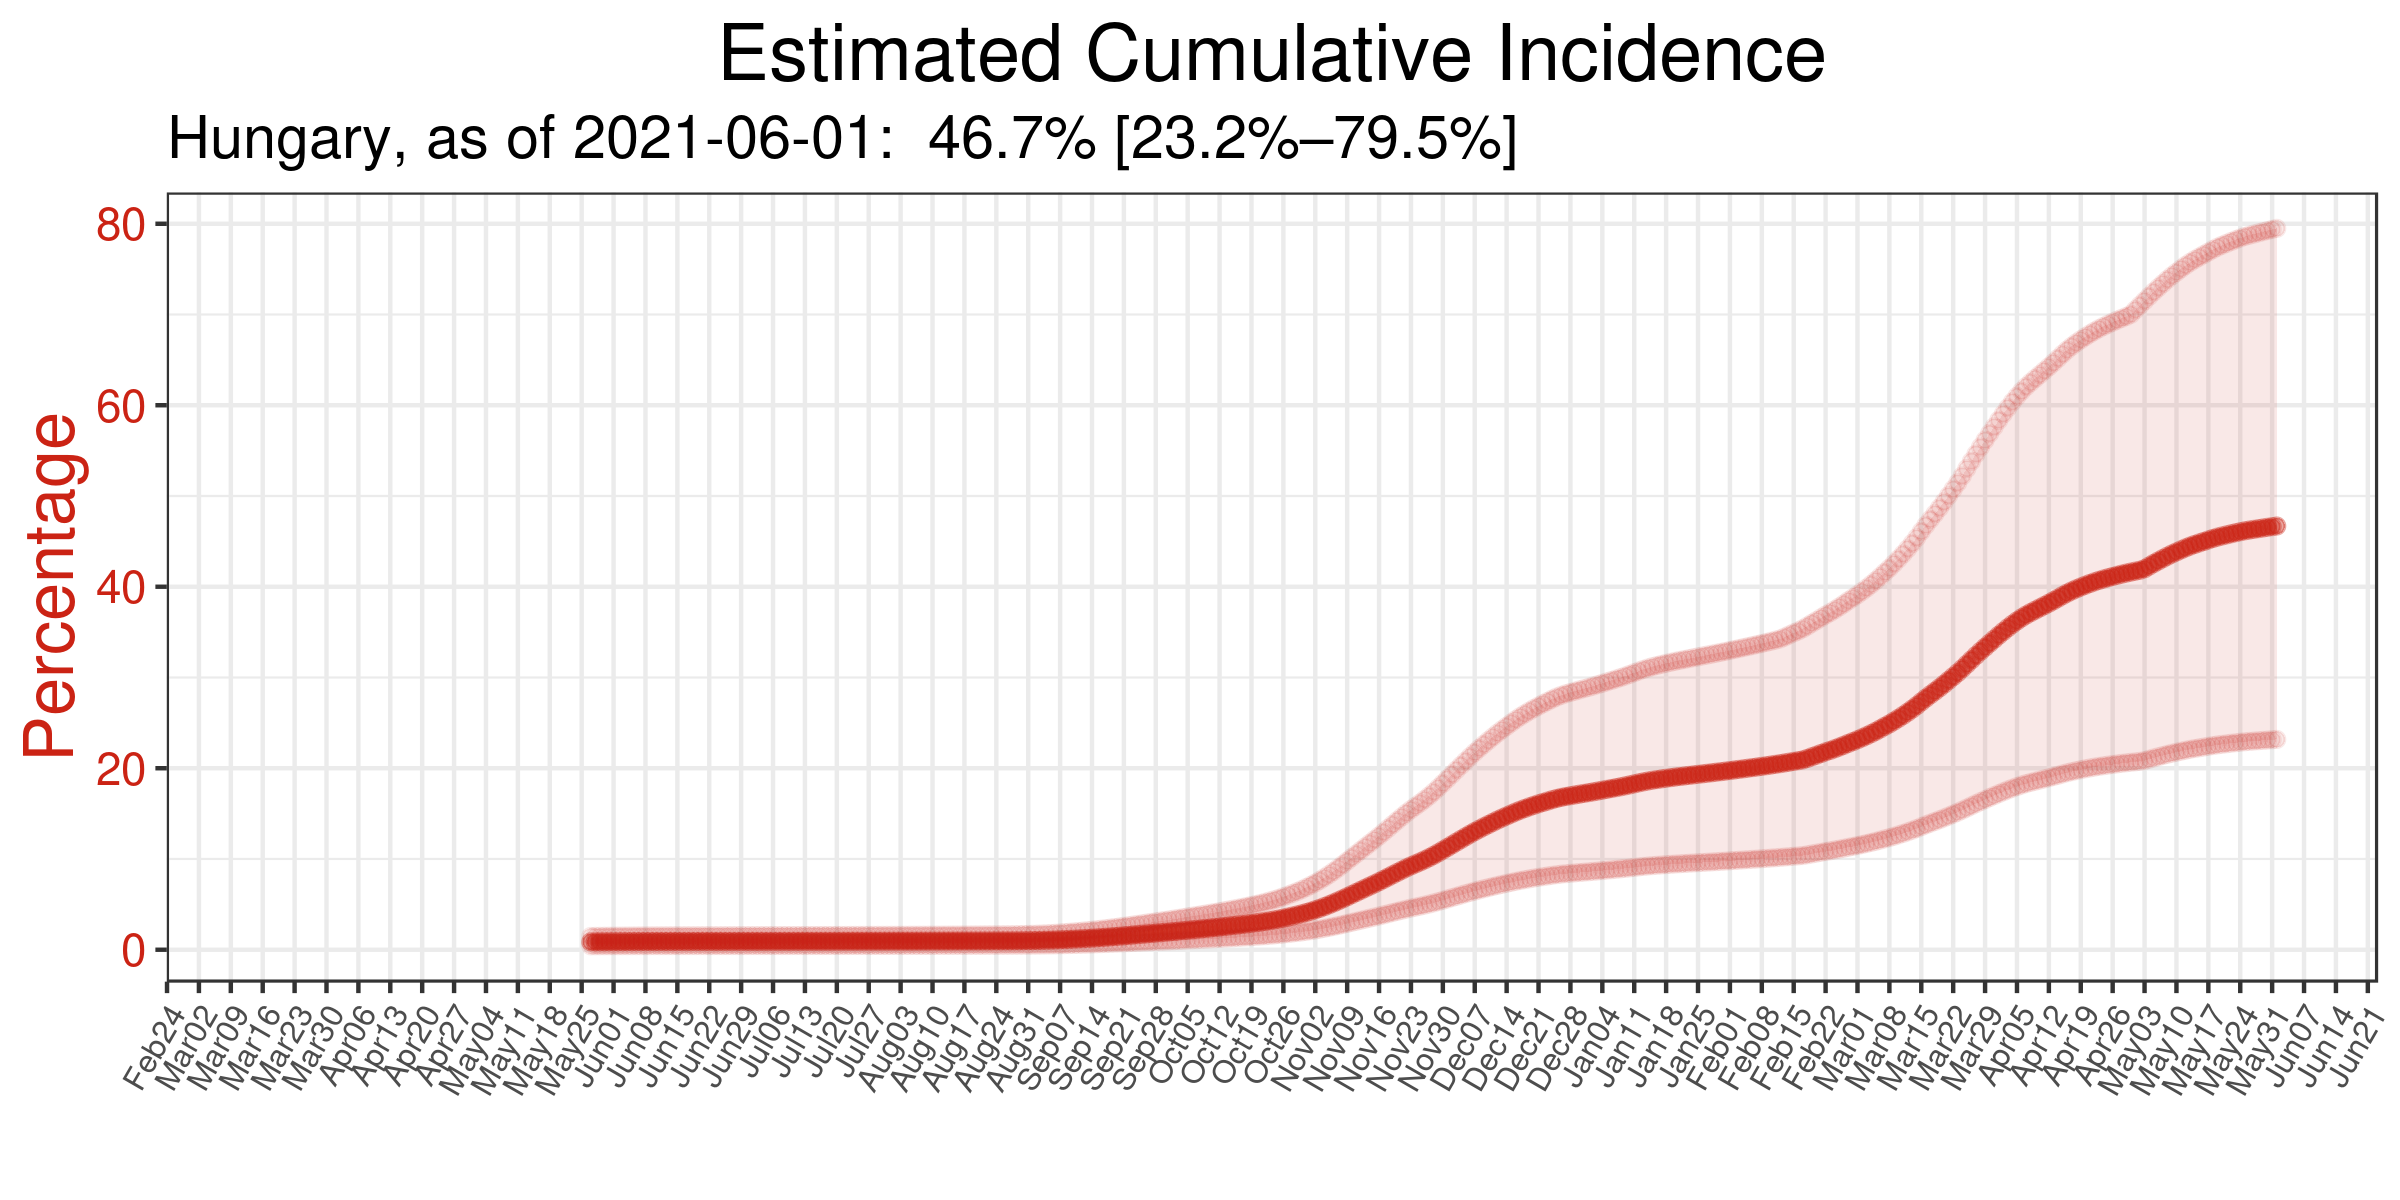 Estimated Cumulative Incidence
Hungary, as of 2021-06-01:  46.7% [23.2%–79.5%]
Percentage
80
60
40
20
0
Feb24
Mar02
Mar09
Mar16
Mar23
Mar30
Apr06
Apr13
Apr20
Apr27
May04
May11
May18
May25
Jun01
Jun08
Jun15
Jun22
Jun29
Jul06
Jul13
Jul20
Jul27
Aug03
Aug10
Aug17
Aug24
Aug31
Sep07
Sep14
Sep21
Sep28
Oct05
Oct12
Oct19
Oct26
Nov02
Nov09
Nov16
Nov23
Nov30
Dec07
Dec14
Dec21
Dec28
Jan04
Jan11
Jan18
Jan25
Feb01
Feb08
Feb15
Feb22
Mar01
Mar08
Mar15
Mar22
Mar29
Apr05
Apr12
Apr19
Apr26
May03
May10
May17
May24
May31
Jun07
Jun14
Jun21